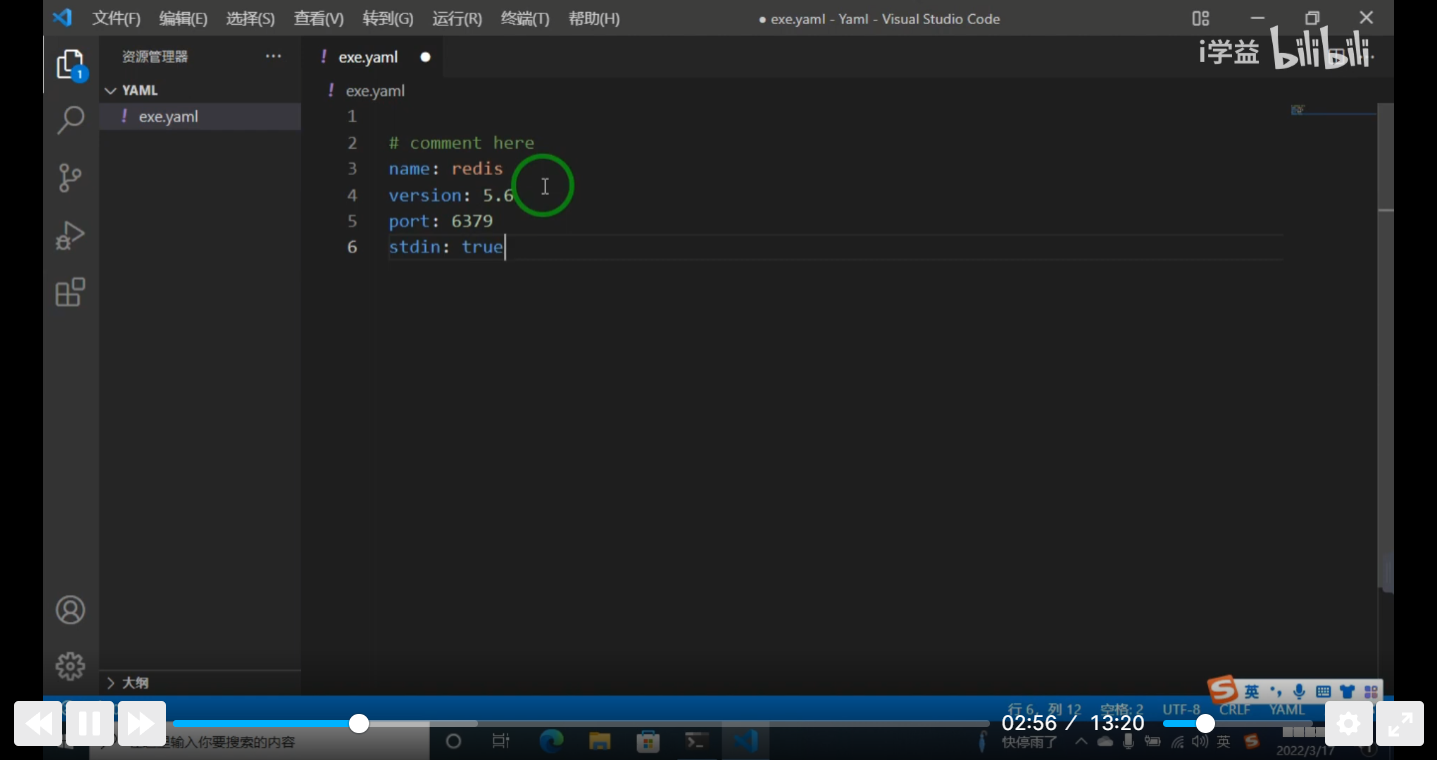 文件(F) 编辑(E) 选择(S) 查看(V) 转到(G) 运行(R) 终端(T) 帮助(H) ● exe.yaml - Yaml - Visual Studio Code
i学益 bilibili
资源管理器 ··· ! exe.yaml ●
1
YAML ! exe.yaml
! exe.yaml
1
2 # comment here
3 name: redis
4 version: 5.6
5 port: 6379
6 stdin: true
大纲
英
行 6，列 12 空格: 2 UTF-8 CRLF YAML
02:56 / 13:20
输入你要搜索的内容 快停雨了 英
2022/3/17 1